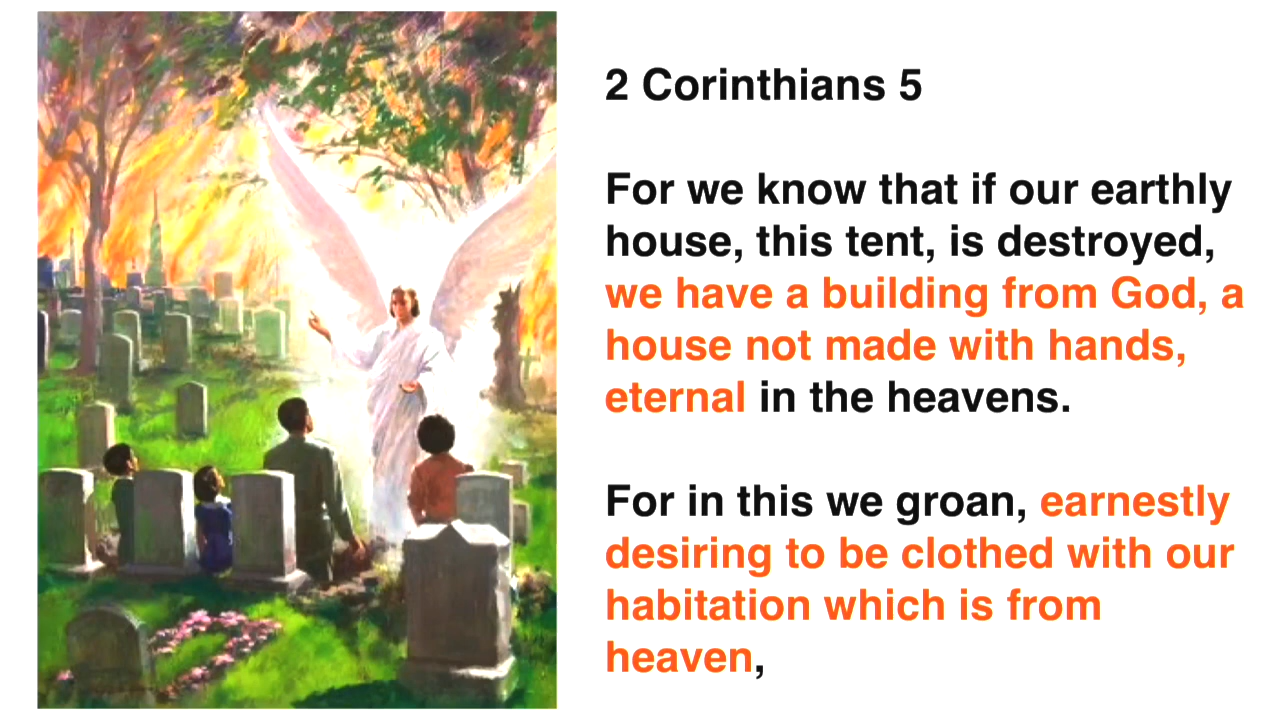 2 Corinthians 5
For we know that if our earthly
house, this tent, is destroyed,
we have a building from God, a
house not made with hands,
eternal in the heavens.
For in this we groan, earnestly
desiring to be clothed with our
habitation which is from
heaven,